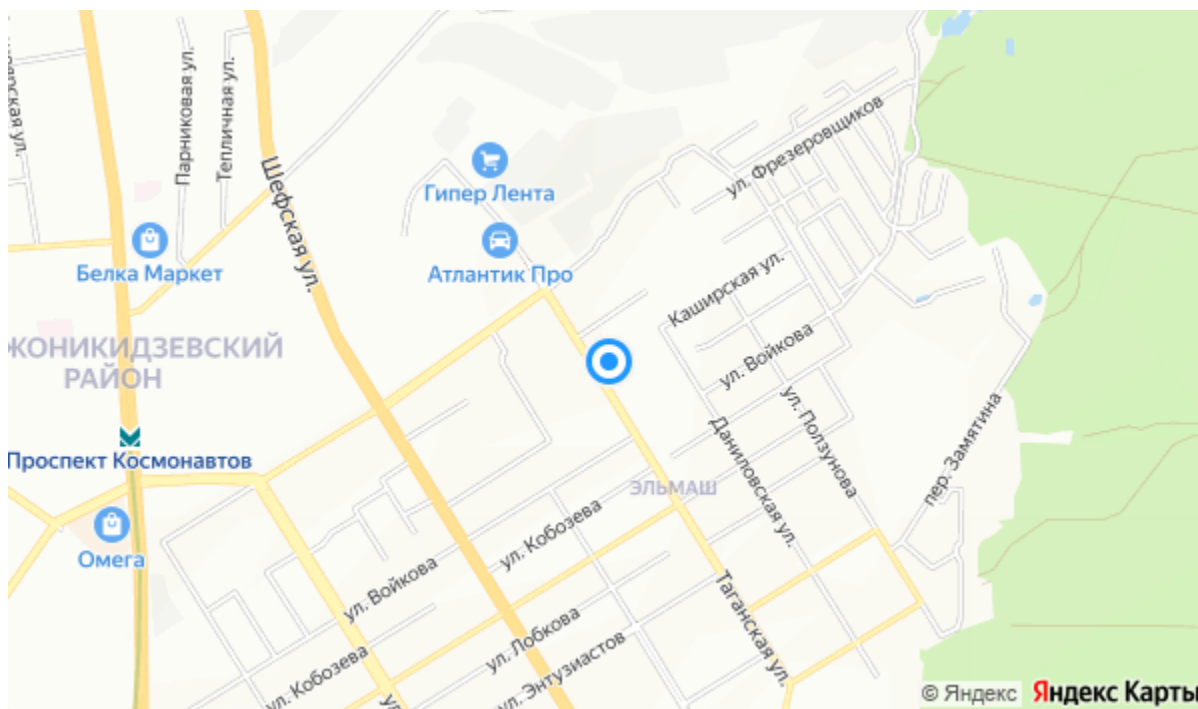 Парниковая ул.
Тепличная ул.
Шефская ул.
Гипер Лента
ул. Фрезеровщиков
Белка Маркет
Атлантик Про
Каширская ул.
ЖОНИКИДЗЕВСКИЙ
РАЙОН
ул. Войкова
ул. Ползунова
пер. Замятина
Даниловская ул.
Проспект Космонавтов
ЭЛЬМАШ
Омега
ул. Кобозева
ул. Войкова
Таганская ул.
ул. Лобкова
ул. Энтузиастов
ул. Кобозева
© Яндекс Яндекс Карты